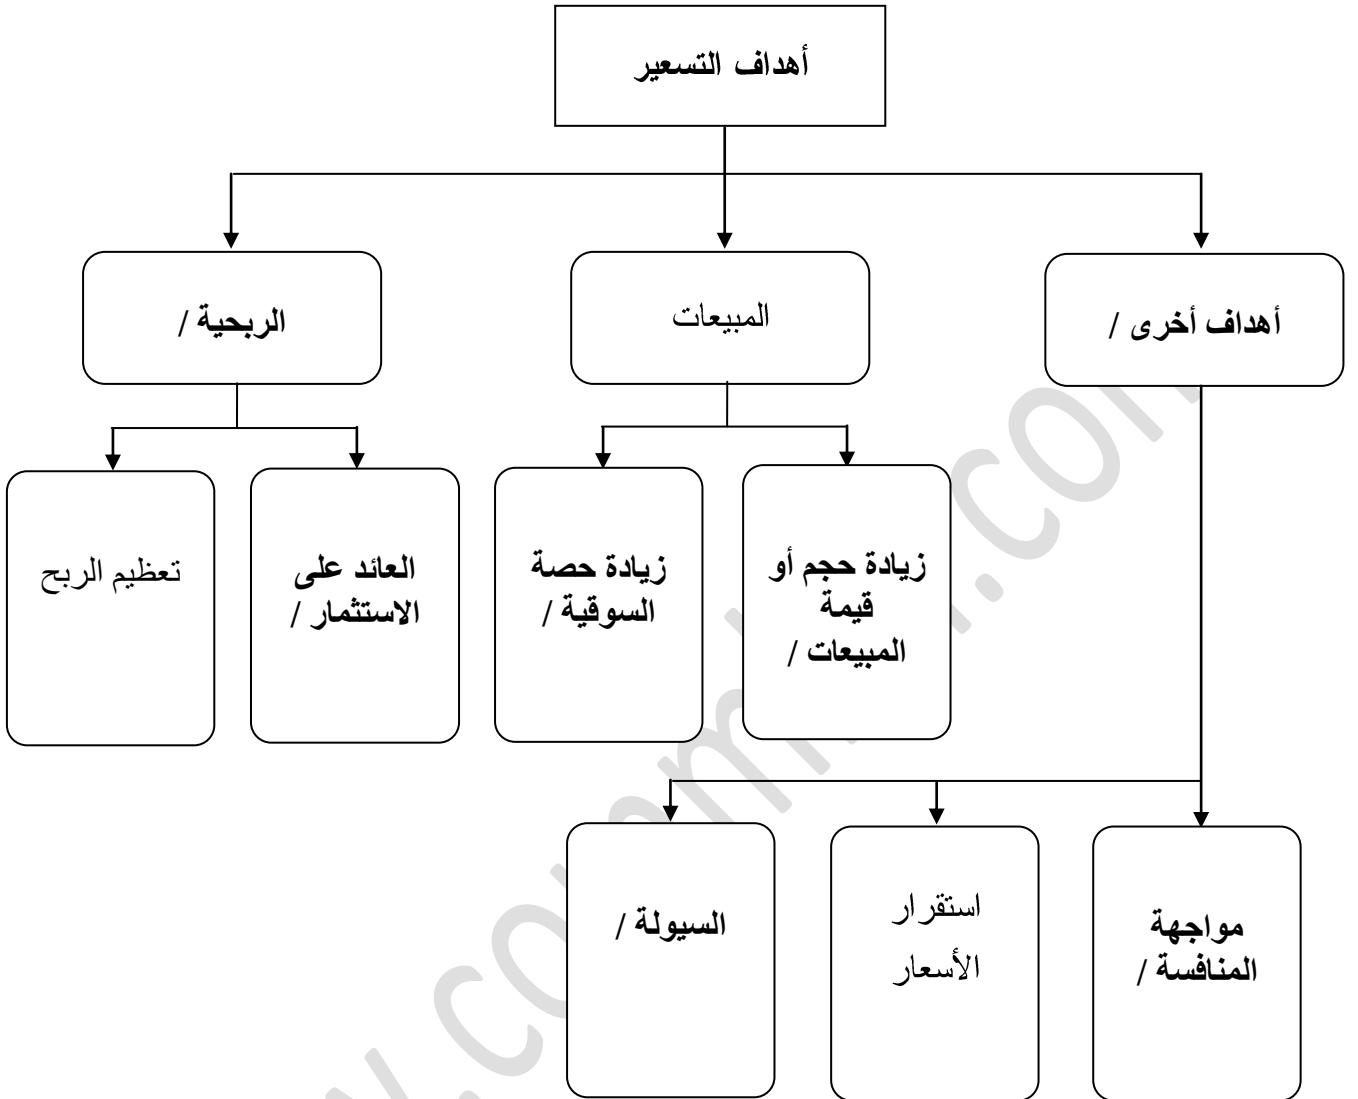 أهداف التسعير
أهداف أخرى /
المبيعات
الربحية /
زيادة حجم أو
قيمة
المبيعات /
زيادة حصة
السوقية /
العائد على
الاستثمار /
تعظيم الربح
مواجهة
المنافسة /
استقرار
الأسعار
السيولة /